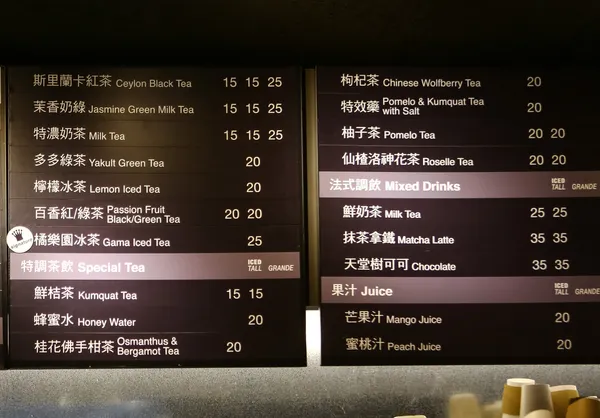 斯里蘭卡紅茶 Ceylon Black Tea 15 15 25
茉香奶綠 Jasmine Green Milk Tea 15 15 25
特濃奶茶 Milk Tea 15 15 25
多多綠茶 Yakult Green Tea 20
檸檬冰茶 Lemon Iced Tea 20
百香紅/綠茶 Passion Fruit Black/Green Tea 20 20
橘樂園冰茶 Gama Iced Tea 25
特調茶飲 Special Tea ICED TALL GRANDE
鮮桔茶 Kumquat Tea 15 15
蜂蜜水 Honey Water 20
桂花佛手柑茶 Osmanthus & Bergamot Tea 20
枸杞茶 Chinese Wolfberry Tea 20
特效藥 Pomelo & Kumquat Tea with Salt 20
柚子茶 Pomelo Tea 20 20
仙楂洛神花茶 Roselle Tea 20 20
法式調飲 Mixed Drinks ICED TALL GRANDE
鮮奶茶 Milk Tea 25 25
抹茶拿鐵 Matcha Latte 35 35
天堂樹可可 Chocolate 35 35
果汁 Juice ICED TALL GRANDE
芒果汁 Mango Juice 20
蜜桃汁 Peach Juice 20